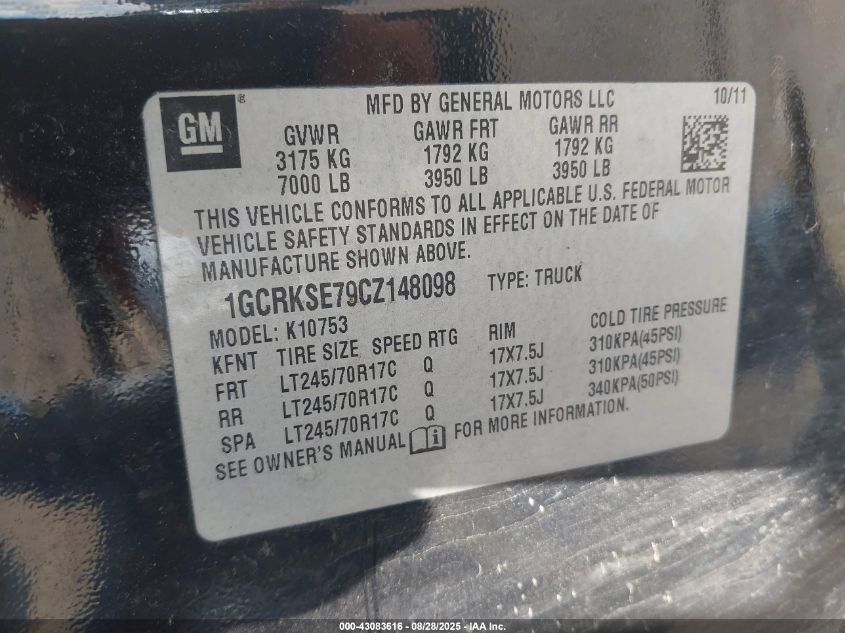 GM ®
MFD BY GENERAL MOTORS LLC 10/11
GVWR GAWR FRT GAWR RR
3175 KG 1792 KG 1792 KG
7000 LB 3950 LB 3950 LB
THIS VEHICLE CONFORMS TO ALL APPLICABLE U.S. FEDERAL MOTOR
VEHICLE SAFETY STANDARDS IN EFFECT ON THE DATE OF
MANUFACTURE SHOWN ABOVE.
1GCRKSE79CZ148098 TYPE: TRUCK
MODEL: K10753
KFNT TIRE SIZE SPEED RTG RIM COLD TIRE PRESSURE
FRT LT245/70R17C Q 17X7.5J 310KPA(45PSI)
RR LT245/70R17C Q 17X7.5J 310KPA(45PSI)
SPA LT245/70R17C Q 17X7.5J 340KPA(50PSI)
SEE OWNER'S MANUAL FOR MORE INFORMATION.
000-43083616 - 08/28/2025 - IAA Inc.